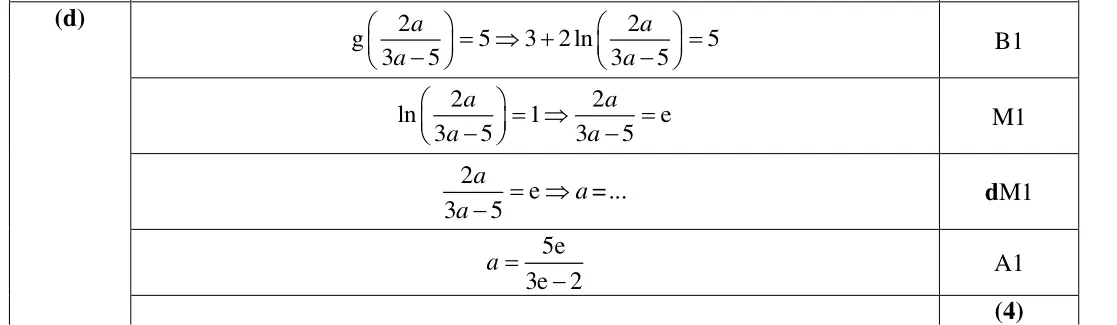 (d) g(2a/(3a − 5)) = 5 ⇒ 3 + 2 ln(2a/(3a − 5)) = 5 B1
ln(2a/(3a − 5)) = 1 ⇒ 2a/(3a − 5) = e M1
2a/(3a − 5) = e ⇒ a = ... dM1
a = 5e/(3e − 2) A1
(4)